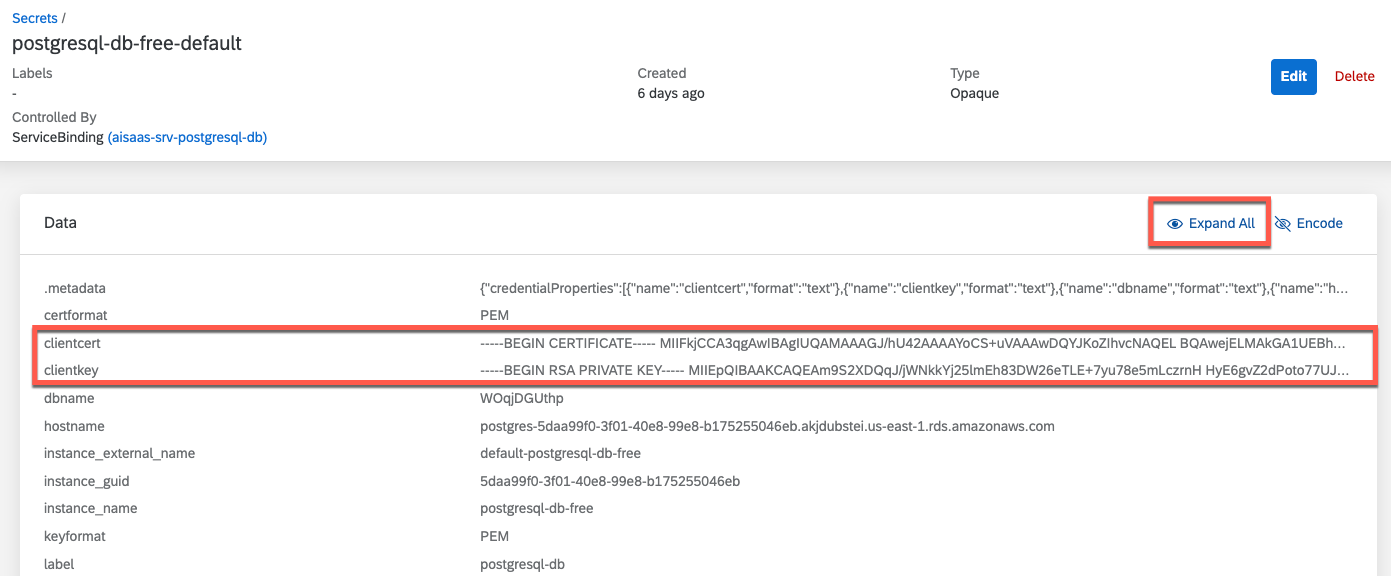 Secrets /
postgresql-db-free-default
Labels Created Type Edit Delete
- 6 days ago Opaque
Controlled By
ServiceBinding (aisaas-srv-postgresql-db)
Data Expand All Encode
.metadata {"credentialProperties":[{"name":"clientcert","format":"text"},{"name":"clientkey","format":"text"},{"name":"dbname","format":"text"},{"name":"h...
certformat PEM
clientcert -----BEGIN CERTIFICATE----- MIIFkjCCA3qgAwIBAgIUQAMAAAGJ/hU42AAAAYoCS+uVAAAwDQYJKoZIhvcNAQEL BQAwejELMAkGA1UEBh...
clientkey -----BEGIN RSA PRIVATE KEY----- MIIEpQIBAAKCAQEAm9S2XDQqJ/jWNkkYj25lmEh83DW26eTLE+7yu78e5mLczrnH HyE6gvZ2dPoto77UJ...
dbname WOqjDGUthp
hostname postgres-5daa99f0-3f01-40e8-99e8-b175255046eb.akjdubstei.us-east-1.rds.amazonaws.com
instance_external_name default-postgresql-db-free
instance_guid 5daa99f0-3f01-40e8-99e8-b175255046eb
instance_name postgresql-db-free
keyformat PEM
label postgresql-db